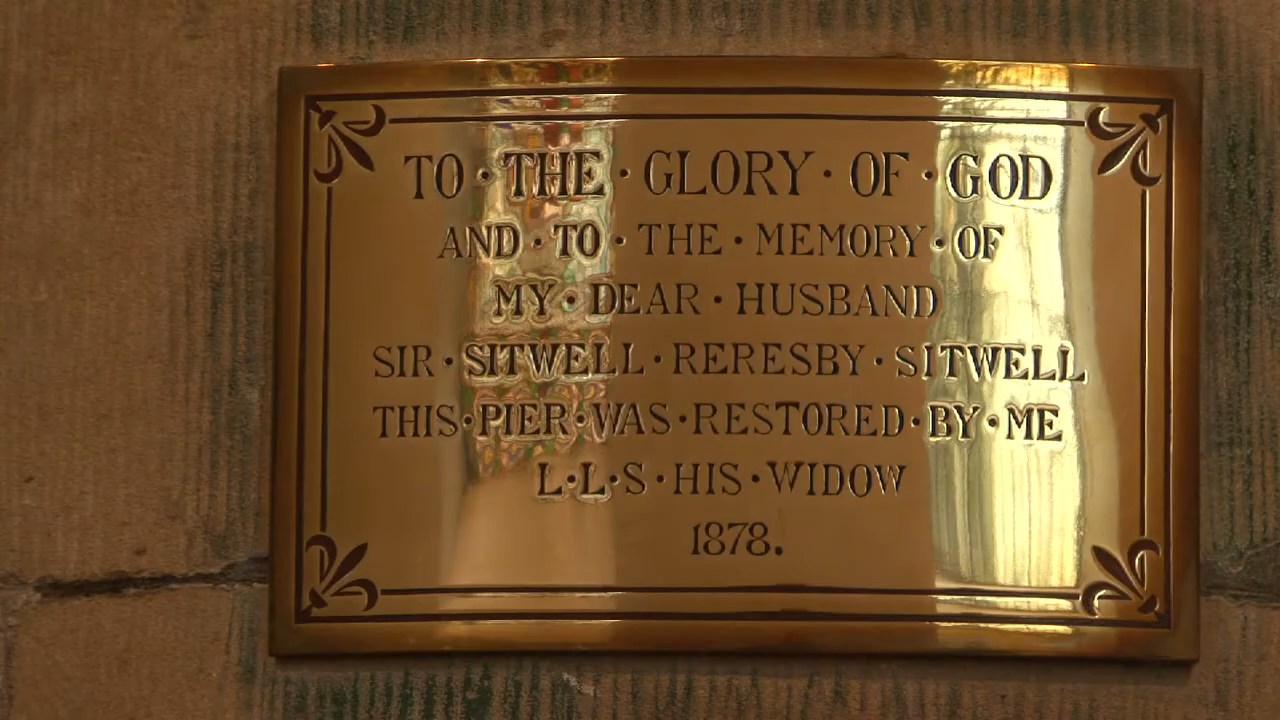 TO · THE · GLORY · OF · GOD
AND · TO · THE · MEMORY · OF
MY · DEAR · HUSBAND
SIR · SITWELL · RERESBY · SITWELL
THIS · PIER · WAS · RESTORED · BY · ME
L · L · S · HIS · WIDOW
1878.